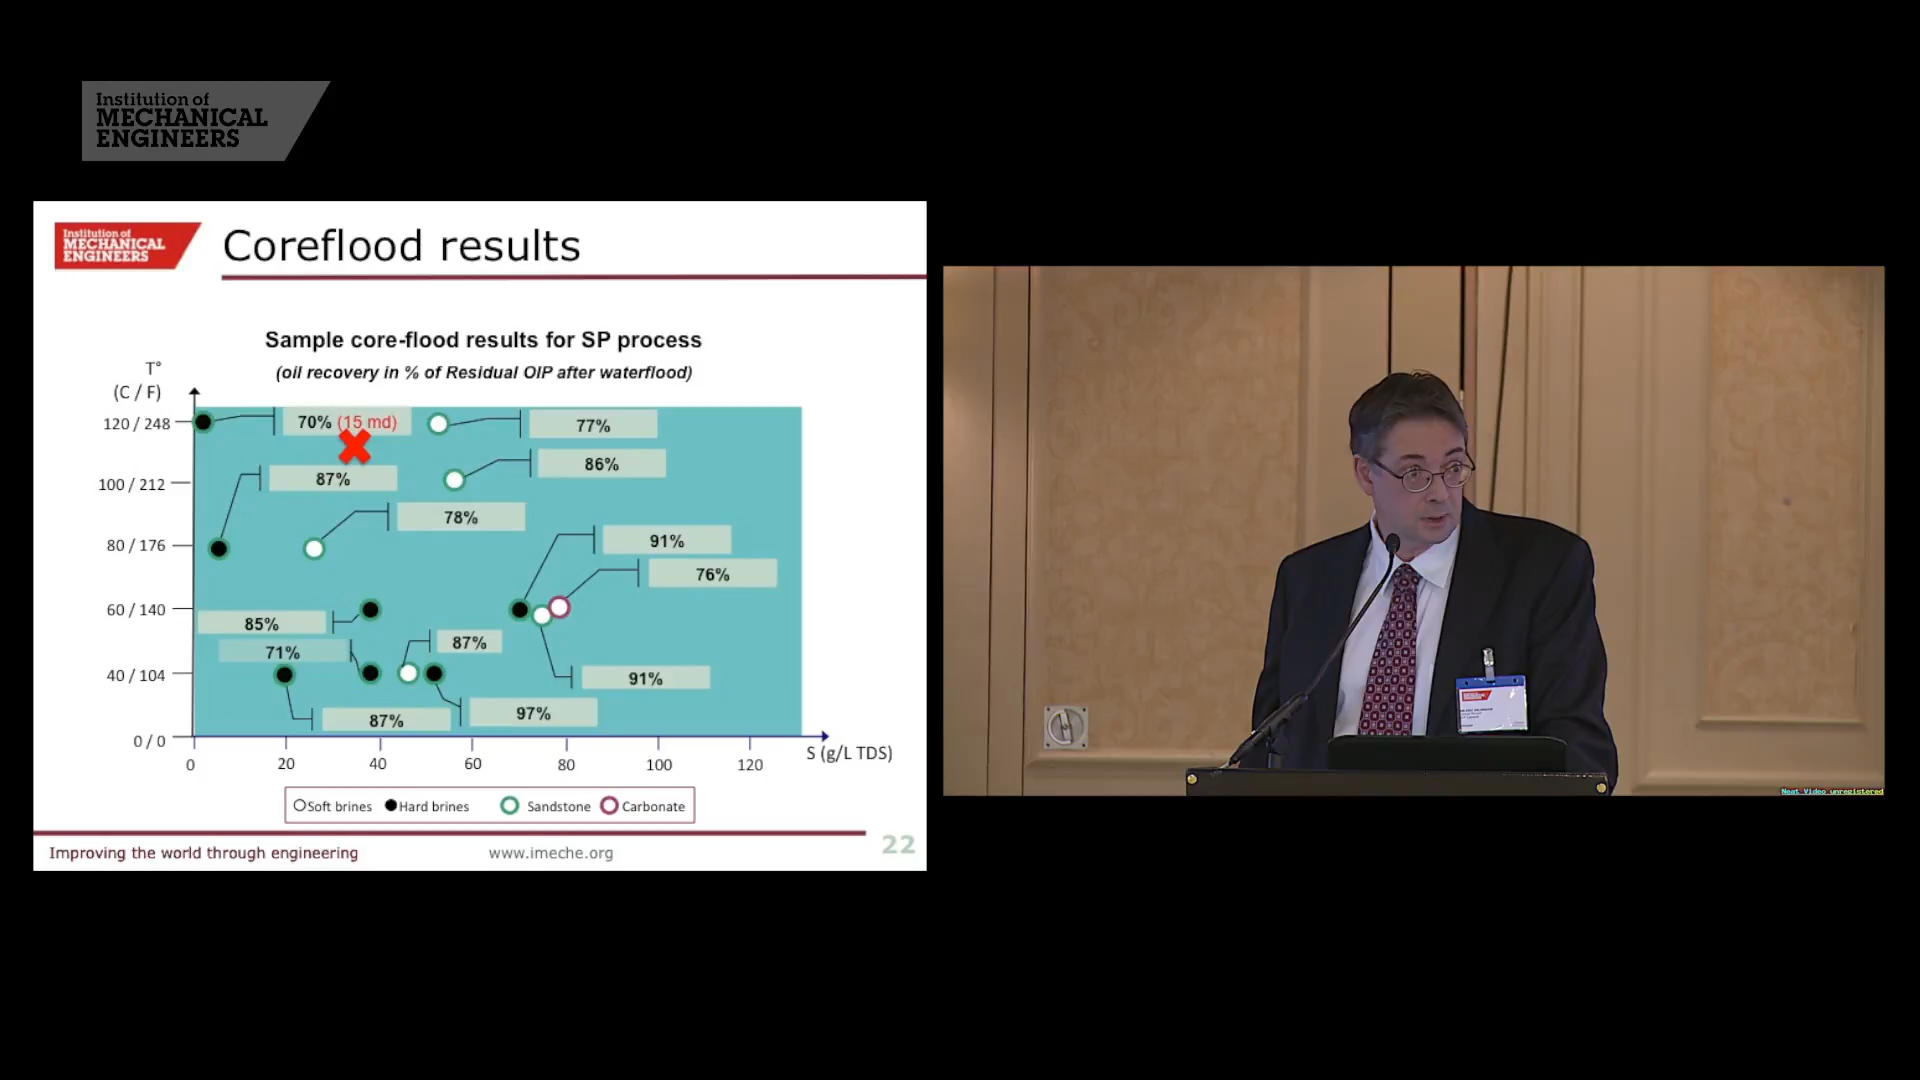 Institution of
MECHANICAL
ENGINEERS
Institution of
MECHANICAL
ENGINEERS
Coreflood results
Sample core-flood results for SP process
(oil recovery in % of Residual OIP after waterflood)
T°
(C / F)
120 / 248
70% (15 md)
77%
86%
100 / 212
87%
78%
80 / 176
91%
76%
60 / 140
85%
87%
71%
40 / 104
91%
97%
87%
0 / 0
S (g/L TDS)
0 20 40 60 80 100 120
Soft brines Hard brines Sandstone Carbonate
Improving the world through engineering www.imeche.org 22
Neat Video unregistered